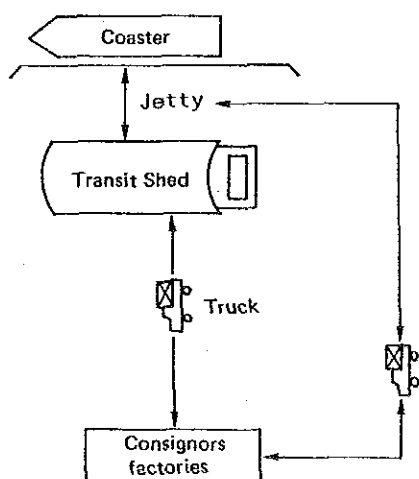 Coaster
Jetty
Transit Shed
Truck
Consignors
factories